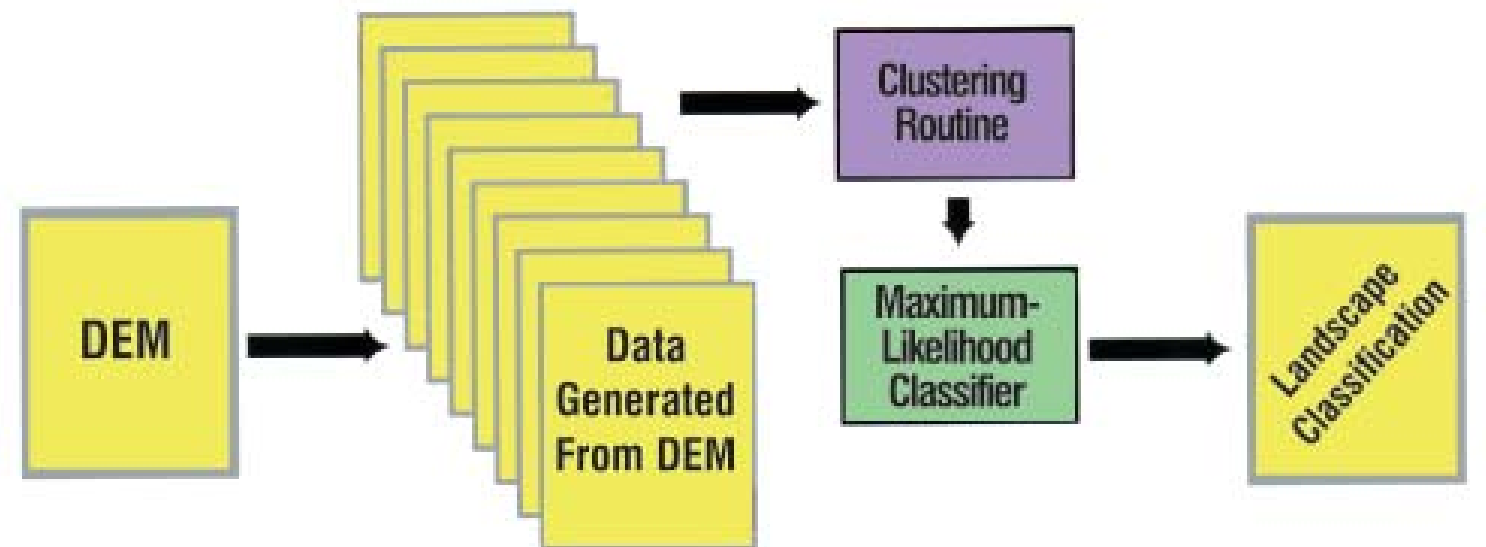 DEM
Data
Generated
From DEM
Clustering
Routine
Maximum-
Likelihood
Classifier
Landscape
Classification